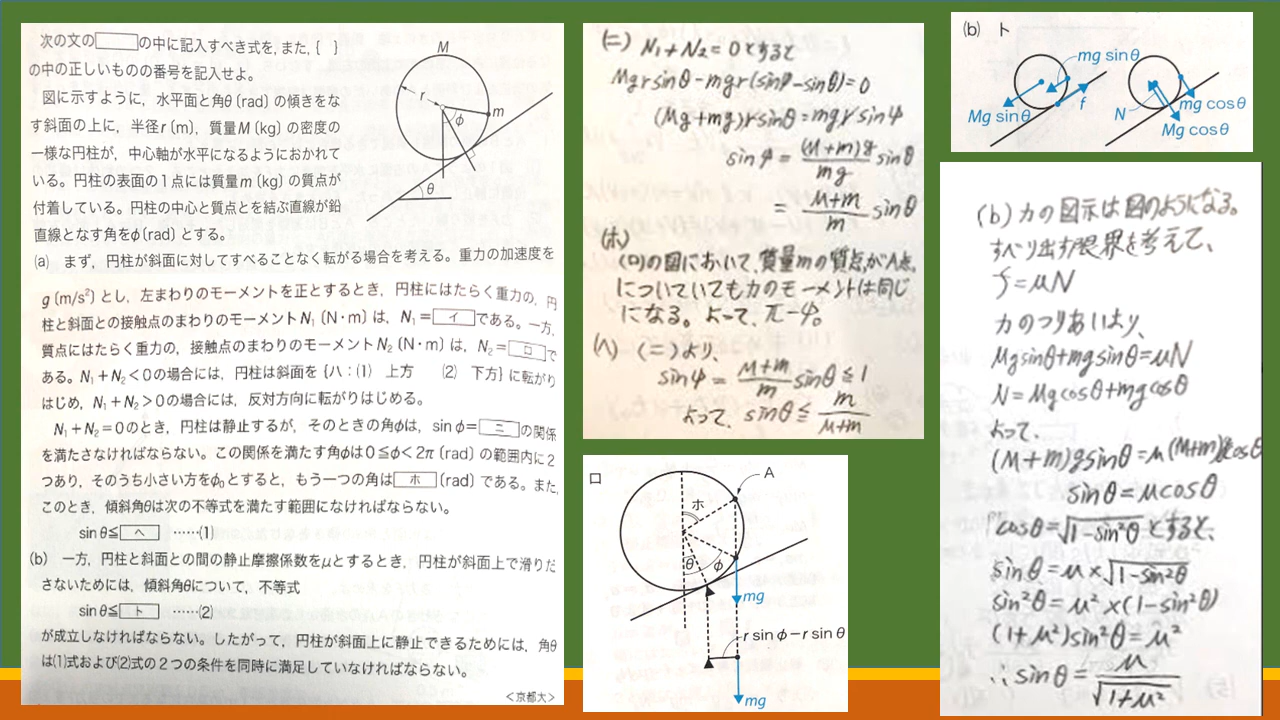 次の文の□の中に記入すべき式を，また，{　}
の中の正しいものの番号を記入せよ。
図に示すように，水平面と角θ(rad)の傾きをな
す斜面の上に，半径r(m)，質量M(kg)の密度の
一様な円柱が，中心軸が水平になるようにおかれて
いる。円柱の表面の1点には質量m(kg)の質点が
付着している。円柱の中心と質点とを結ぶ直線が鉛
直線となす角をφ(rad)とする。
M
r
φ
m
θ
(a)　まず，円柱が斜面に対してすべることなく転がる場合を考える。重力の加速度を
g(m/s²)とし，左まわりのモーメントを正とするとき，円柱にはたらく重力の，円
柱と斜面との接触点のまわりのモーメントN₁(N·m)は，N₁=イである。一方，
質点にはたらく重力の，接触点のまわりのモーメントN₂(N·m)は，N₂=ロで
ある。N₁+N₂<0の場合には，円柱は斜面を{ハ：(1)　上方　(2)　下方}に転がり
はじめ，N₁+N₂>0の場合には，反対方向に転がりはじめる。
N₁+N₂=0のとき，円柱は静止するが，そのときの角φは，sinφ=ニの関係
を満たさなければならない。この関係を満たす角φは0≦φ<2π(rad)の範囲内に2
つあり，そのうち小さい方をφ₀とすると，もう一つの角はホ(rad)である。また，
このとき，傾斜角θは次の不等式を満たす範囲になければならない。
sinθ≦ヘ　……(1)
(b)　一方，円柱と斜面との間の静止摩擦係数をμとするとき，円柱が斜面上で滑りだ
さないためには，傾斜角θについて，不等式
sinθ≦ト　……(2)
が成立しなければならない。したがって，円柱が斜面上に静止できるためには，角θ
は(1)式および(2)式の2つの条件を同時に満足していなければならない。
＜京都大＞
(ニ) N₁+N₂=0とすると
Mgrsinθ-mgr(sinφ-sinθ)=0
(Mg+mg)rsinθ=mgrsinφ
sinφ=(M+m)g/mg sinθ
=M+m/m sinθ
(ホ)
(ロ)の図において、質量mの質点がA点
についていても力のモーメントは同じ
になる。よって、π-φ。
(ヘ) (ニ)より、
sinφ=M+m/m sinθ≦1
よって、sinθ≦m/M+m
ロ
A
ホ
θ
φ
mg
r sinφ-r sinθ
mg
(b) ト
mg sinθ
Mg sinθ
f
N
mg cosθ
Mg cosθ
(b) 力の図示は図のようになる。
すべり出す限界を考えて、
f=μN
力のつりあいより、
Mgsinθ+mgsinθ=μN
N=Mgcosθ+mgcosθ
よって、
(M+m)gsinθ=μ(M+m)gcosθ
sinθ=μcosθ
cosθ=√1-sin²θとすると、
sinθ=μ×√1-sin²θ
sin²θ=μ²×(1-sin²θ)
(1+μ²)sin²θ=μ²
∴sinθ=μ/√1+μ²